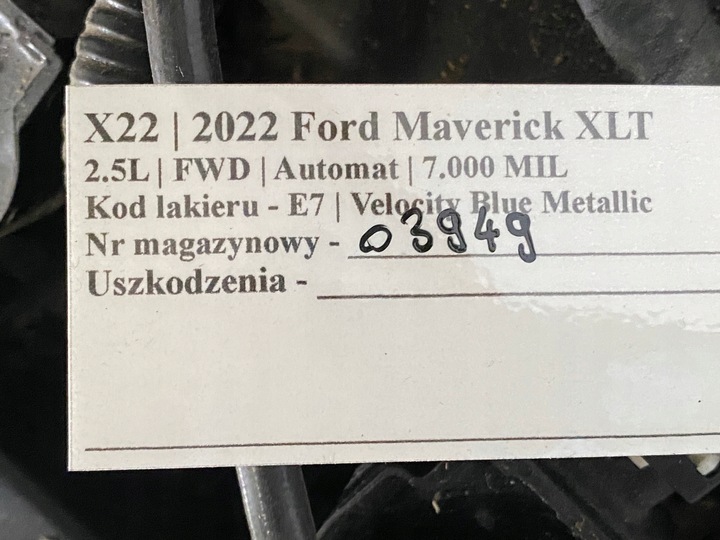 X22 | 2022 Ford Maverick XLT
2.5L | FWD | Automat | 7.000 MIL
Kod lakieru - E7 | Velocity Blue Metallic
Nr magazynowy - 03949
Uszkodzenia -